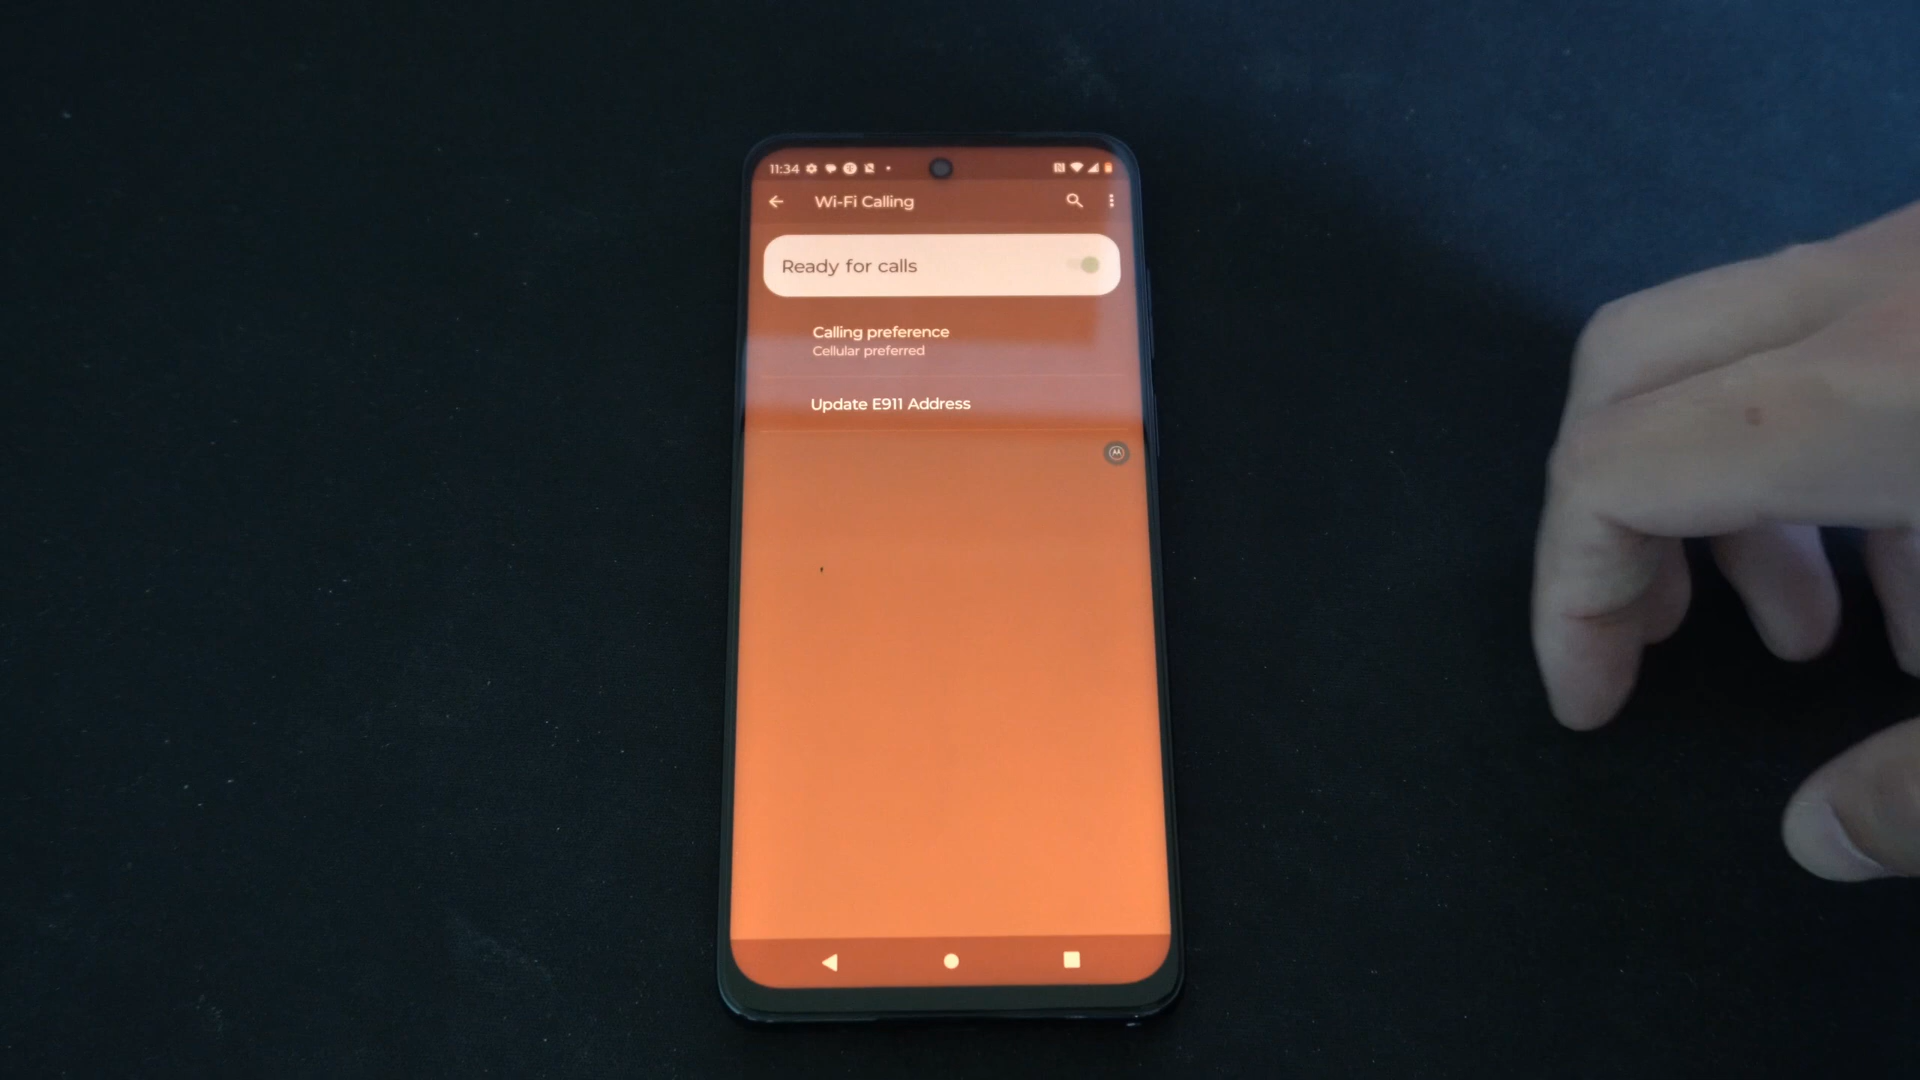 11:34
Wi-Fi Calling
Ready for calls
Calling preference
Cellular preferred
Update E911 Address